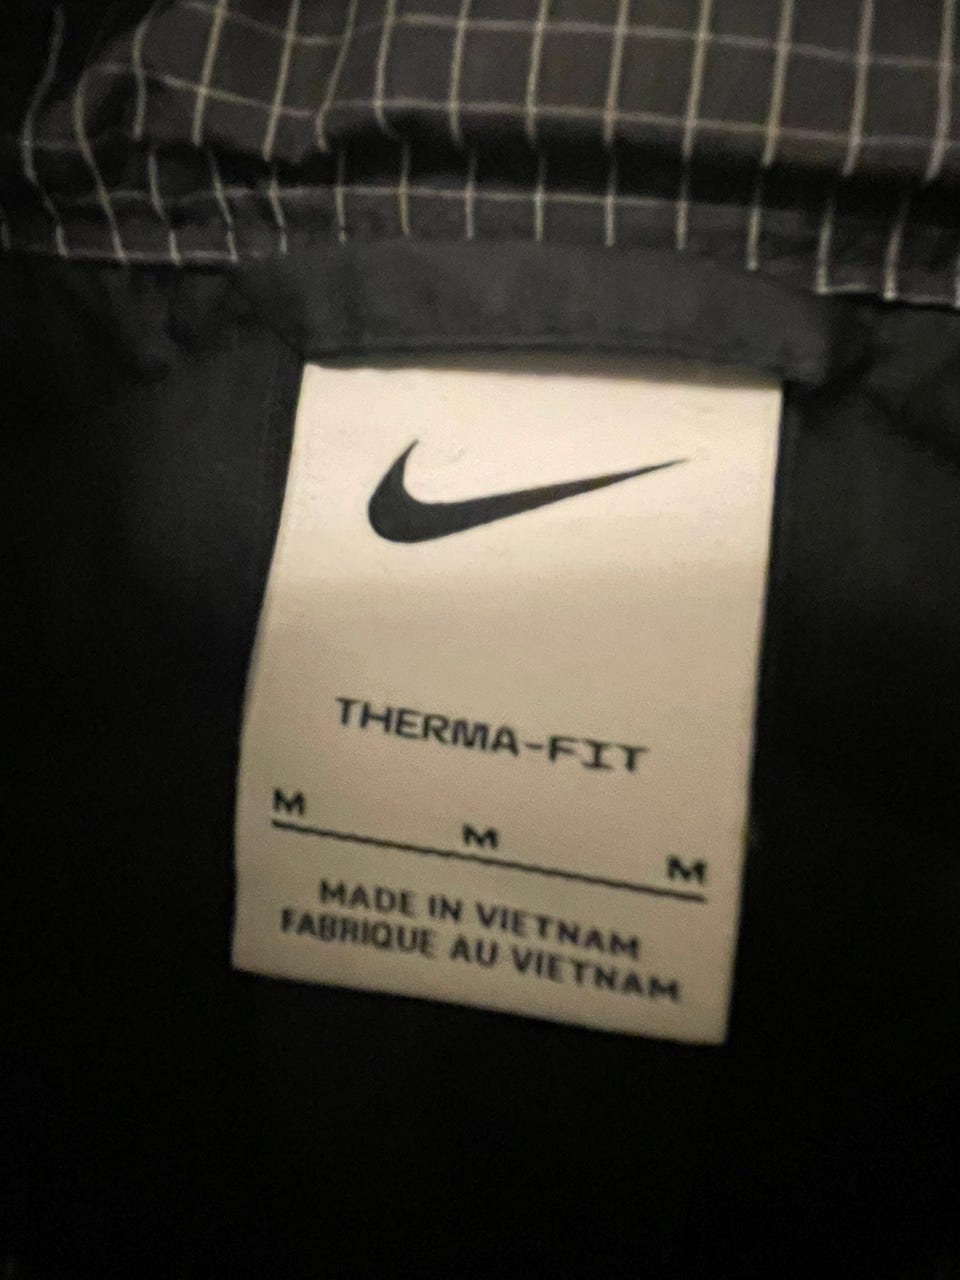 THERMA-FIT
M M M
MADE IN VIETNAM
FABRIQUE AU VIETNAM